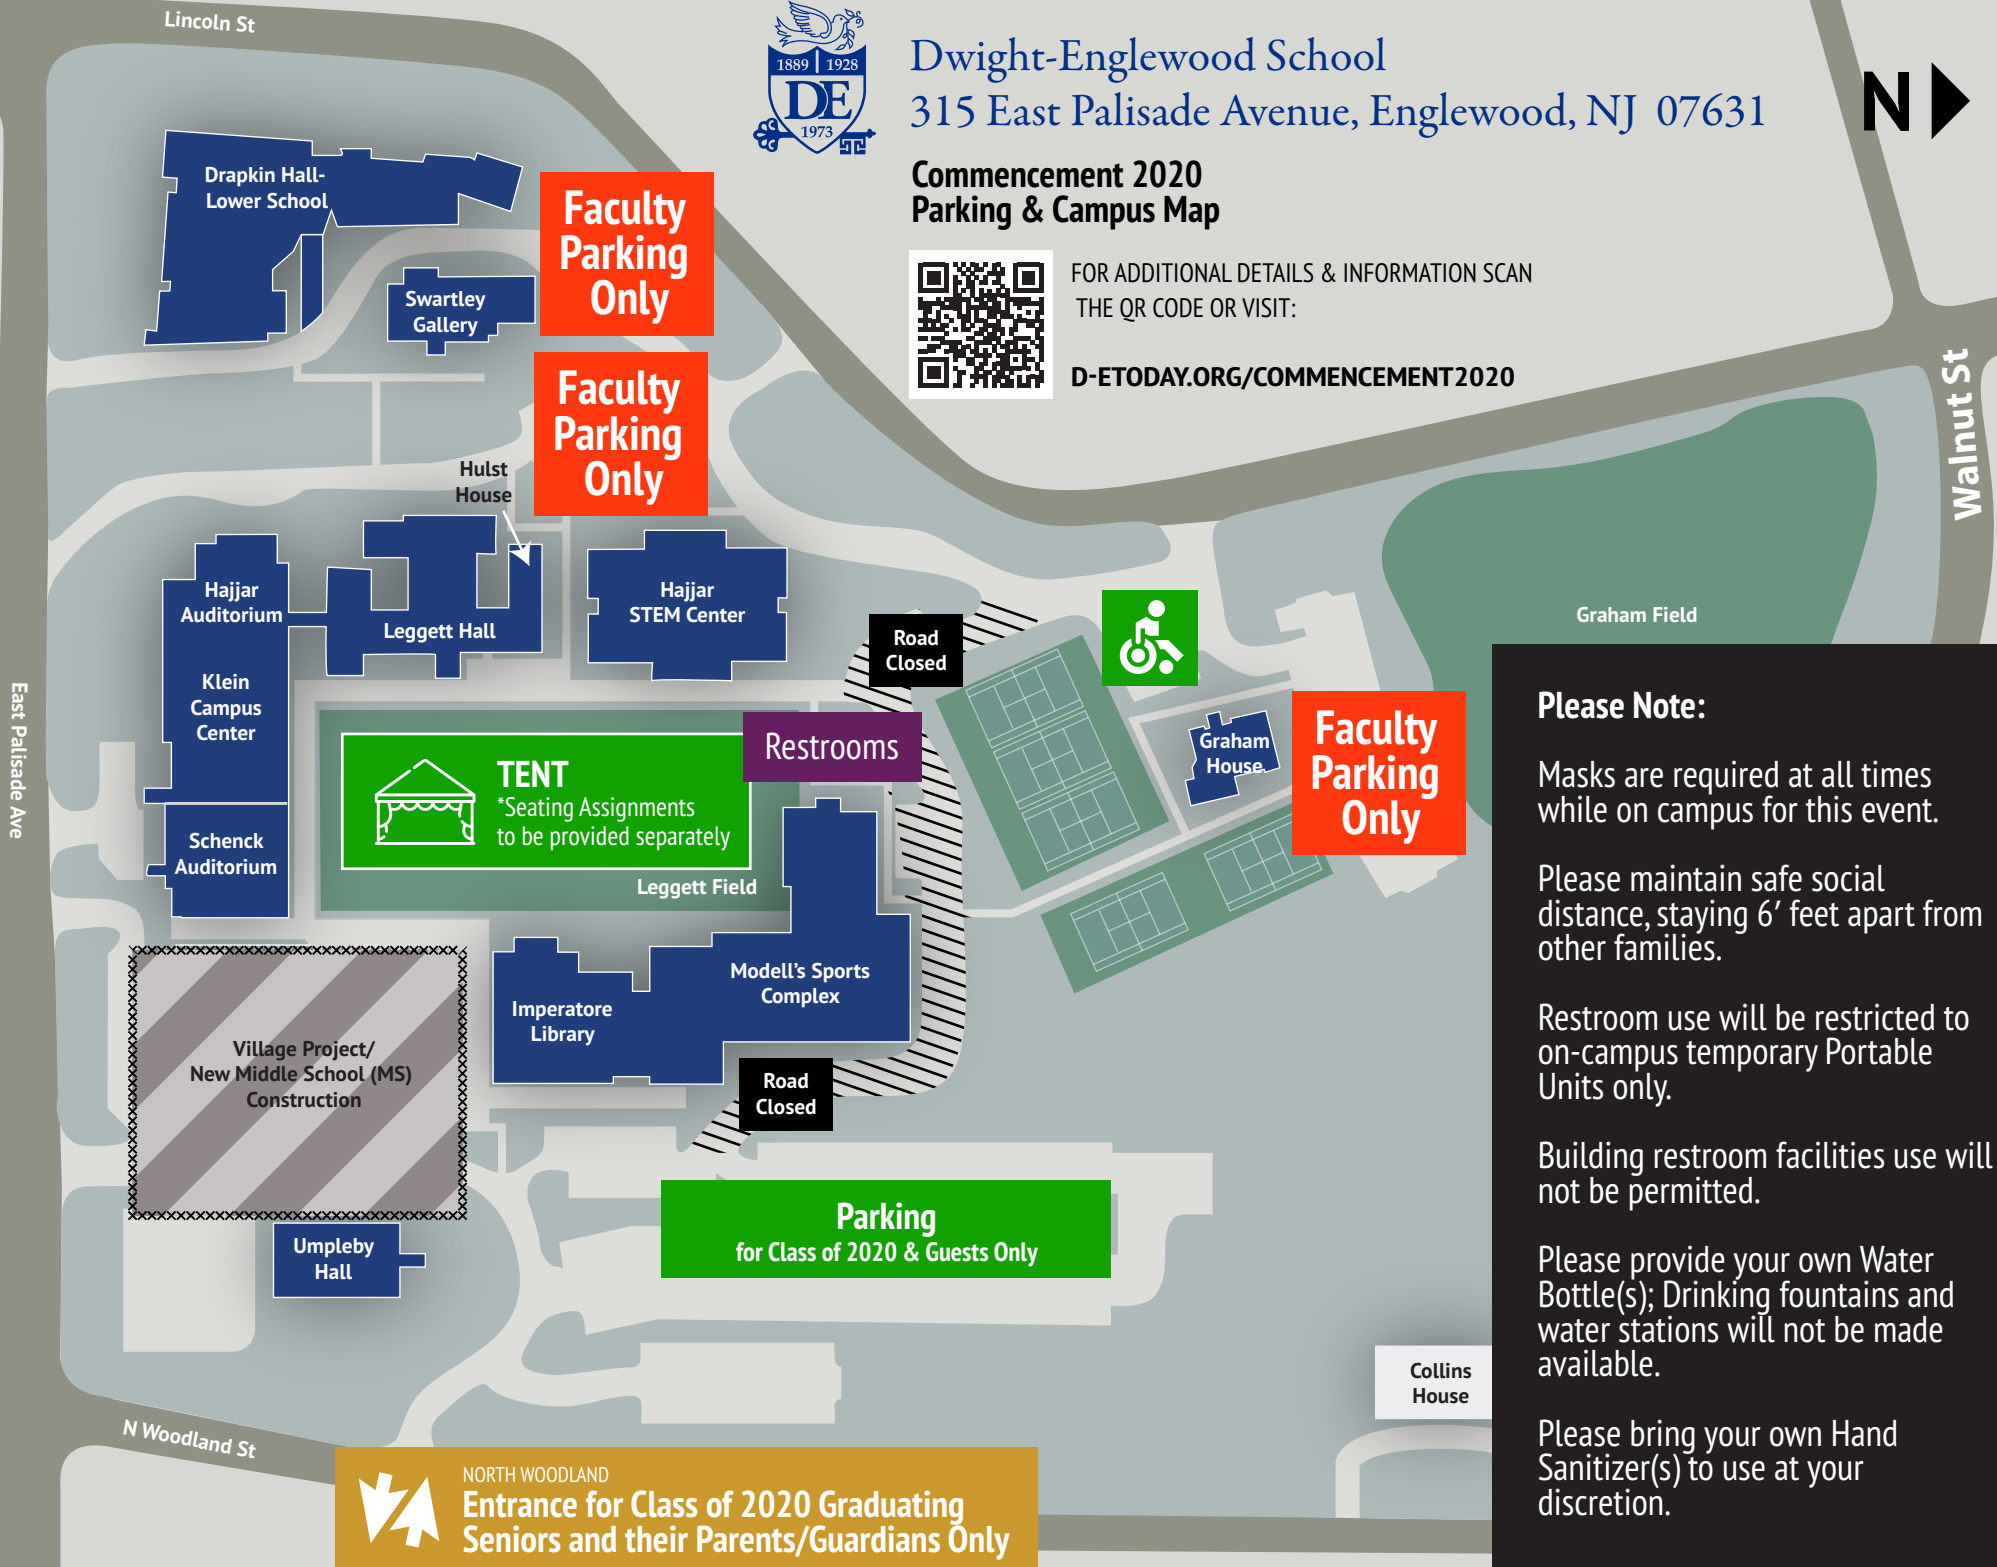 Lincoln St
1889 1928
DE
1973
Dwight-Englewood School
315 East Palisade Avenue, Englewood, NJ 07631
N
Commencement 2020
Parking & Campus Map
FOR ADDITIONAL DETAILS & INFORMATION SCAN
THE QR CODE OR VISIT:
D-ETODAY.ORG/COMMENCEMENT2020
Drapkin Hall-
Lower School
Swartley
Gallery
Faculty
Parking
Only
Faculty
Parking
Only
Walnut St
Hulst
House
Hajjar
Auditorium
Leggett Hall
Hajjar
STEM Center
Klein
Campus
Center
Schenck
Auditorium
East Palisade Ave
Road
Closed
Restrooms
TENT
*Seating Assignments
to be provided separately
Leggett Field
Graham Field
Graham
House
Faculty
Parking
Only
Imperatore
Library
Modell's Sports
Complex
Village Project/
New Middle School (MS)
Construction
Road
Closed
Umpleby
Hall
Parking
for Class of 2020 & Guests Only
Collins
House
N Woodland St
NORTH WOODLAND
Entrance for Class of 2020 Graduating
Seniors and their Parents/Guardians Only
Please Note:
Masks are required at all times
while on campus for this event.
Please maintain safe social
distance, staying 6′ feet apart from
other families.
Restroom use will be restricted to
on-campus temporary Portable
Units only.
Building restroom facilities use will
not be permitted.
Please provide your own Water
Bottle(s); Drinking fountains and
water stations will not be made
available.
Please bring your own Hand
Sanitizer(s) to use at your
discretion.